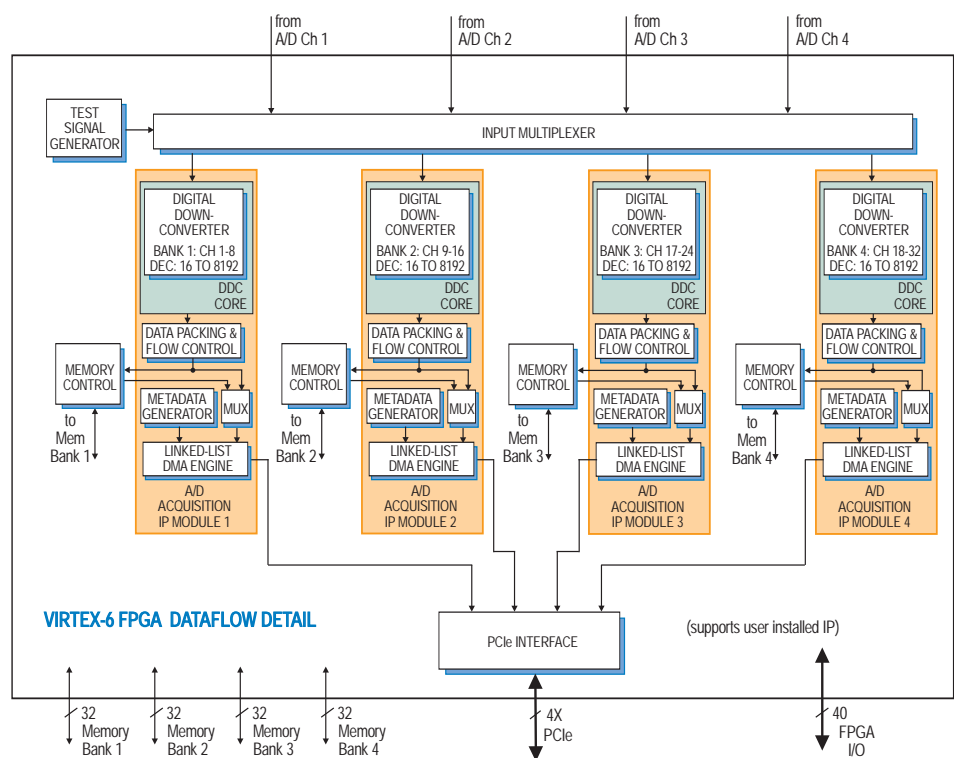 from
A/D Ch 1
from
A/D Ch 2
from
A/D Ch 3
from
A/D Ch 4
TEST
SIGNAL
GENERATOR
INPUT MULTIPLEXER
DIGITAL
DOWN-
CONVERTER
BANK 1: CH 1-8
DEC: 16 TO 8192
DDC
CORE
DATA PACKING &
FLOW CONTROL
MEMORY
CONTROL
METADATA
GENERATOR
MUX
to
Mem
Bank 1
LINKED-LIST
DMA ENGINE
A/D
ACQUISITION
IP MODULE 1
DIGITAL
DOWN-
CONVERTER
BANK 2: CH 9-16
DEC: 16 TO 8192
DDC
CORE
DATA PACKING &
FLOW CONTROL
MEMORY
CONTROL
METADATA
GENERATOR
MUX
to
Mem
Bank 2
LINKED-LIST
DMA ENGINE
A/D
ACQUISITION
IP MODULE 2
DIGITAL
DOWN-
CONVERTER
BANK 3: CH 17-24
DEC: 16 TO 8192
DDC
CORE
DATA PACKING &
FLOW CONTROL
MEMORY
CONTROL
METADATA
GENERATOR
MUX
to
Mem
Bank 3
LINKED-LIST
DMA ENGINE
A/D
ACQUISITION
IP MODULE 3
DIGITAL
DOWN-
CONVERTER
BANK 4: CH 18-32
DEC: 16 TO 8192
DDC
CORE
DATA PACKING &
FLOW CONTROL
MEMORY
CONTROL
METADATA
GENERATOR
MUX
to
Mem
Bank 4
LINKED-LIST
DMA ENGINE
A/D
ACQUISITION
IP MODULE 4
VIRTEX-6 FPGA DATAFLOW DETAIL
PCIe INTERFACE
(supports user installed IP)
32
Memory
Bank 1
32
Memory
Bank 2
32
Memory
Bank 3
32
Memory
Bank 4
4X
PCIe
40
FPGA
I/O